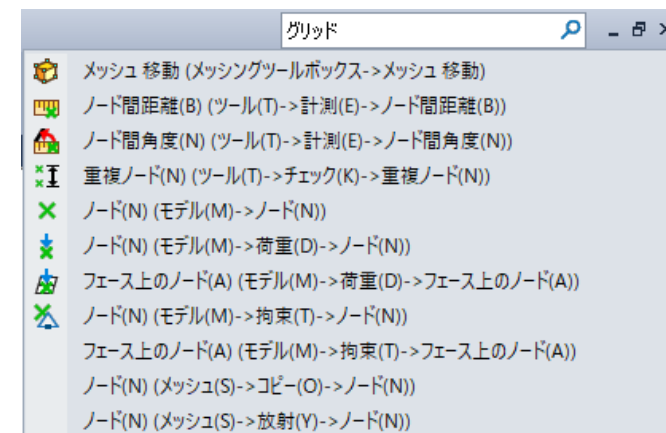 グリッド
メッシュ 移動 (メッシングツールボックス->メッシュ 移動)
ノード間距離(B) (ツール(T)->計測(E)->ノード間距離(B))
ノード間角度(N) (ツール(T)->計測(E)->ノード間角度(N))
重複ノード(N) (ツール(T)->チェック(K)->重複ノード(N))
ノード(N) (モデル(M)->ノード(N))
ノード(N) (モデル(M)->荷重(D)->ノード(N))
フェース上のノード(A) (モデル(M)->荷重(D)->フェース上のノード(A))
ノード(N) (モデル(M)->拘束(T)->ノード(N))
フェース上のノード(A) (モデル(M)->拘束(T)->フェース上のノード(A))
ノード(N) (メッシュ(S)->コピー(O)->ノード(N))
ノード(N) (メッシュ(S)->放射(Y)->ノード(N))